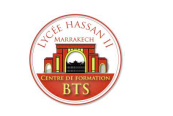 LYCÉE HASSAN II
MARRAKECH
CENTRE DE FORMATION
BTS